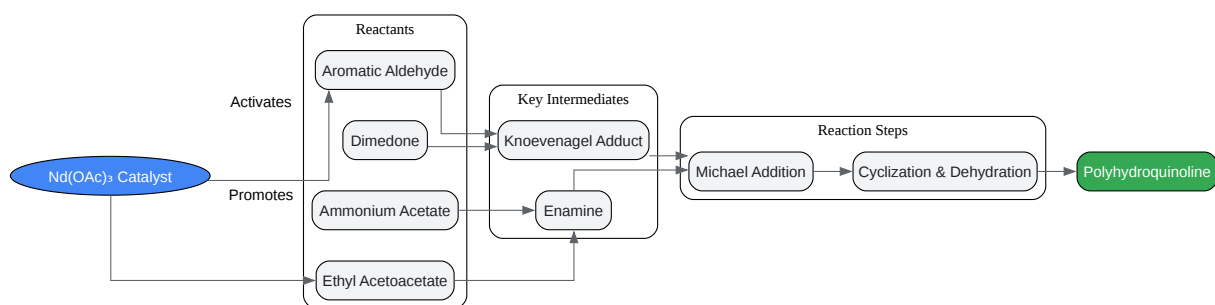 Reactants
Aromatic Aldehyde
Activates
Key Intermediates
Dimedone
Knoevenagel Adduct
Reaction Steps
Nd(OAc)₃ Catalyst
Michael Addition
Cyclization & Dehydration
Polyhydroquinoline
Promotes
Ammonium Acetate
Enamine
Ethyl Acetoacetate